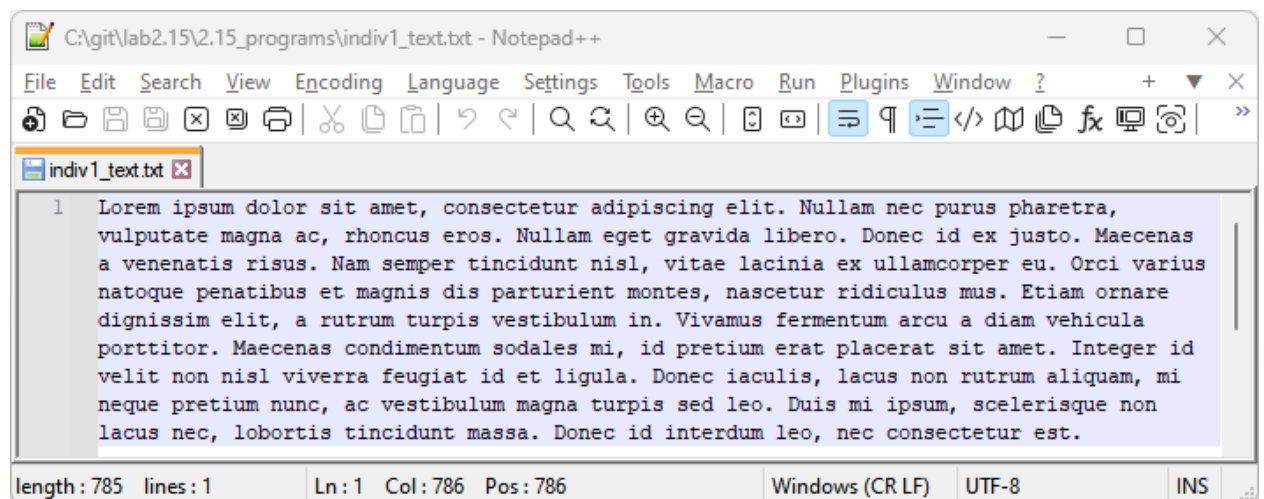 C:\git\lab2.15\2.15_programs\indiv1_text.txt - Notepad++
File Edit Search View Encoding Language Settings Tools Macro Run Plugins Window ?
indiv1_text.txt
1 Lorem ipsum dolor sit amet, consectetur adipiscing elit. Nullam nec purus pharetra,
vulputate magna ac, rhoncus eros. Nullam eget gravida libero. Donec id ex justo. Maecenas
a venenatis risus. Nam semper tincidunt nisl, vitae lacinia ex ullamcorper eu. Orci varius
natoque penatibus et magnis dis parturient montes, nascetur ridiculus mus. Etiam ornare
dignissim elit, a rutrum turpis vestibulum in. Vivamus fermentum arcu a diam vehicula
porttitor. Maecenas condimentum sodales mi, id pretium erat placerat sit amet. Integer id
velit non nisl viverra feugiat id et ligula. Donec iaculis, lacus non rutrum aliquam, mi
neque pretium nunc, ac vestibulum magna turpis sed leo. Duis mi ipsum, scelerisque non
lacus nec, lobortis tincidunt massa. Donec id interdum leo, nec consectetur est.
length : 785 lines : 1 Ln : 1 Col : 786 Pos : 786 Windows (CR LF) UTF-8 INS